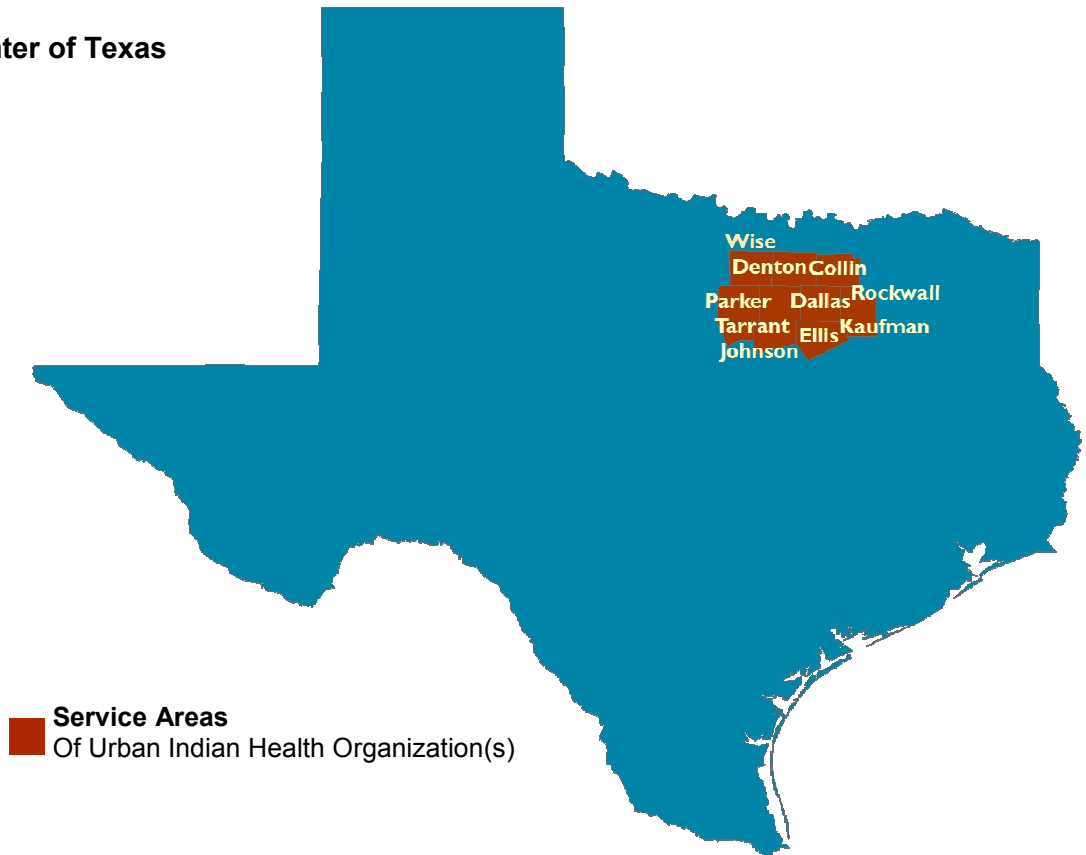 of Texas
Wise
Denton Collin
Parker Dallas Rockwall
Tarrant Ellis Kaufman
Johnson
Service Areas
Of Urban Indian Health Organization(s)